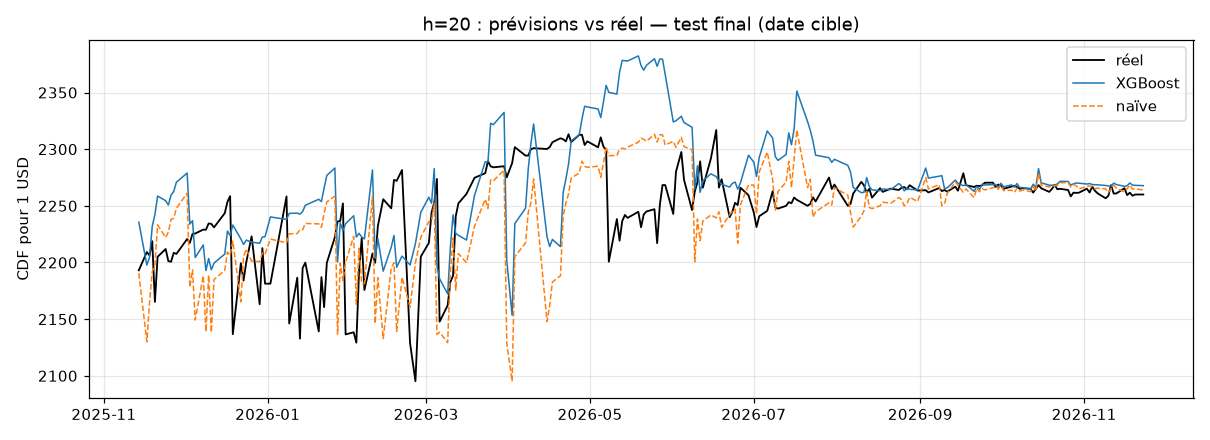 h=20 : prévisions vs réel — test final (date cible)
réel
XGBoost
naïve
CDF pour 1 USD
2350
2300
2250
2200
2150
2100
2025-11
2026-01
2026-03
2026-05
2026-07
2026-09
2026-11